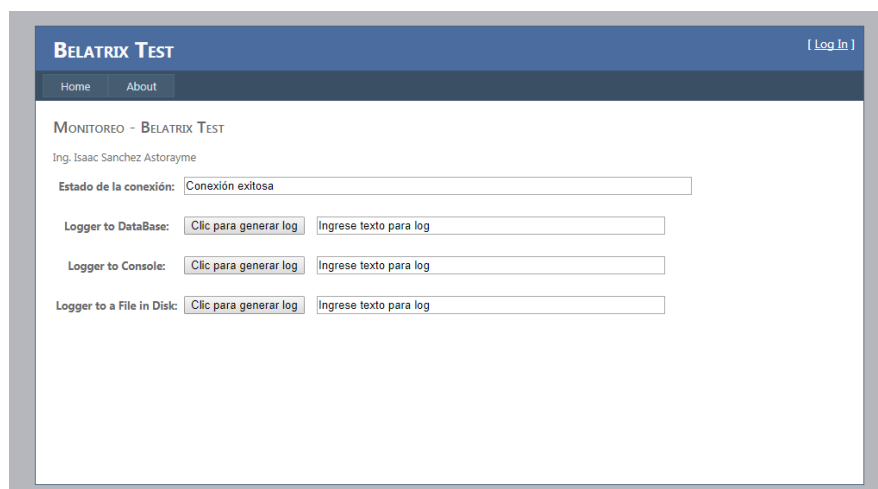 BELATRIX TEST
[ Log In ]
Home About
MONITOREO - BELATRIX TEST
Ing. Isaac Sanchez Astorayme
Estado de la conexión: Conexión exitosa
Logger to DataBase: Clic para generar log Ingrese texto para log
Logger to Console: Clic para generar log Ingrese texto para log
Logger to a File in Disk: Clic para generar log Ingrese texto para log